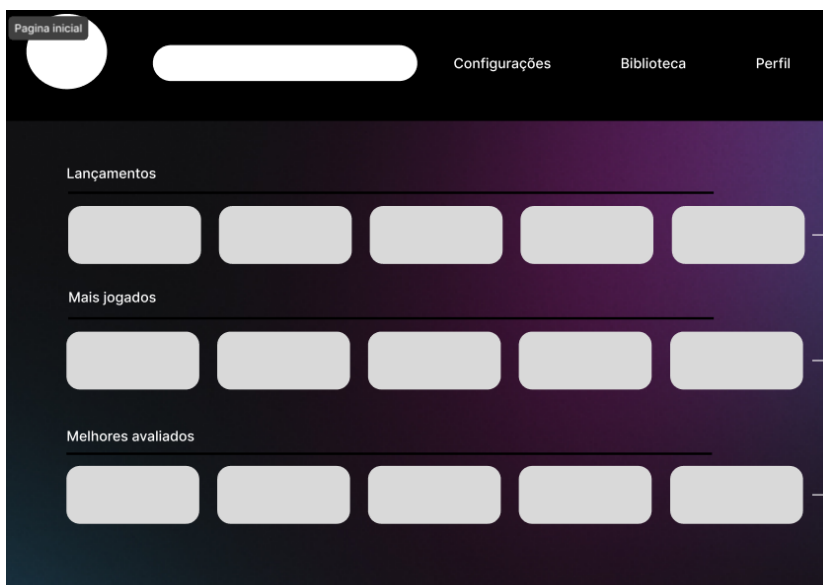 Pagina inicial
Configurações
Biblioteca
Perfil
Lançamentos
Mais jogados
Melhores avaliados